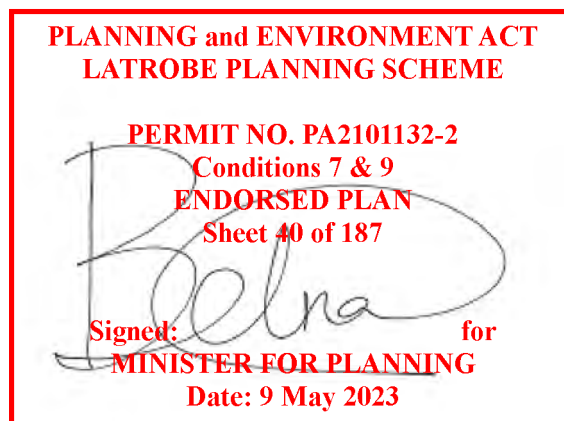 PLANNING and ENVIRONMENT ACT
LATROBE PLANNING SCHEME
PERMIT NO. PA2101132-2
Conditions 7 & 9
ENDORSED PLAN
Sheet 40 of 187
Signed: for
MINISTER FOR PLANNING
Date: 9 May 2023